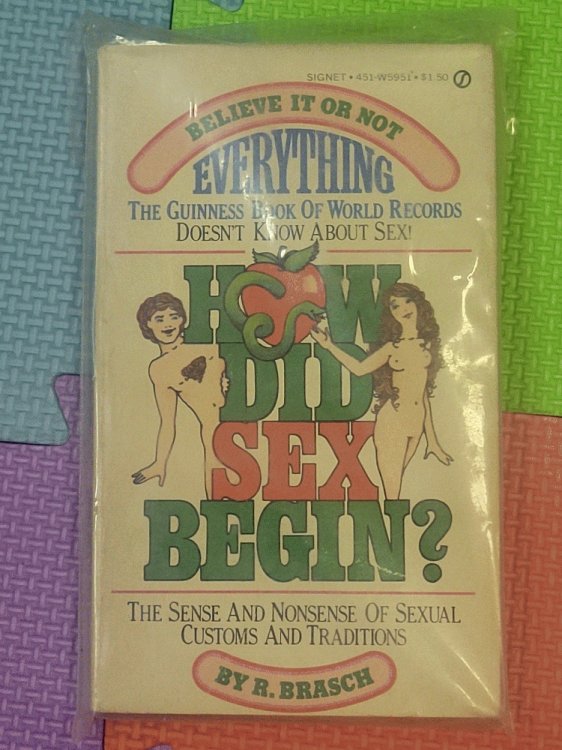 SIGNET • 451-W5951 • $1.50
BELIEVE IT OR NOT
EVERYTHING
THE GUINNESS BOOK OF WORLD RECORDS
DOESN'T KNOW ABOUT SEX!
HOW
DID
SEX
BEGIN?
THE SENSE AND NONSENSE OF SEXUAL
CUSTOMS AND TRADITIONS
BY R. BRASCH